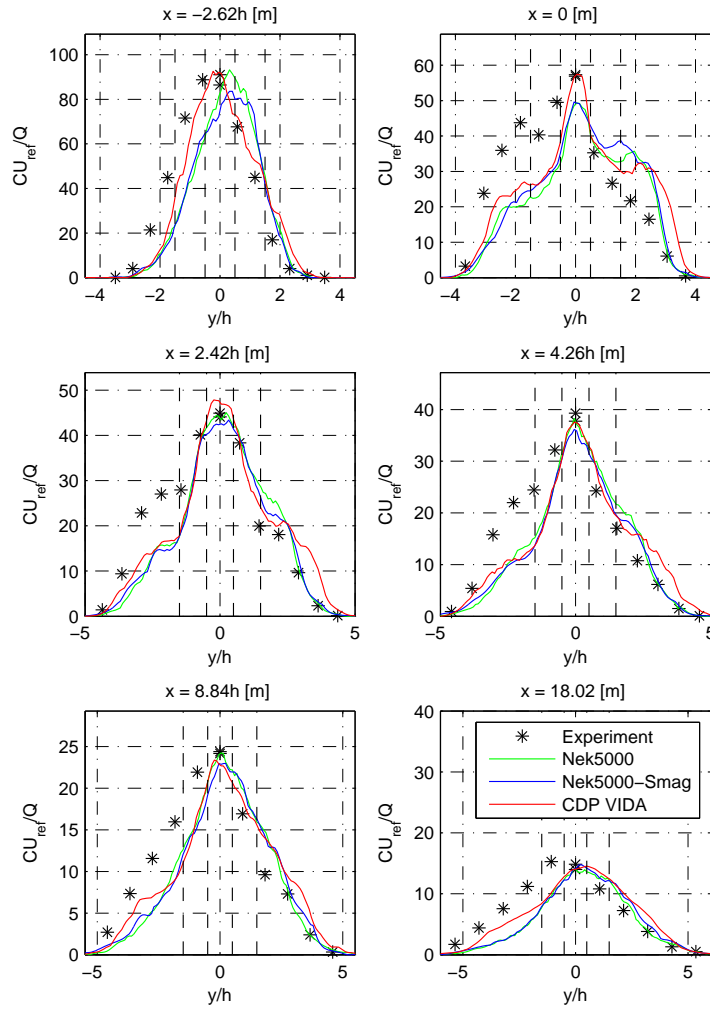 x = −2.62h [m]
CU_ref/Q
100
80
60
40
20
0
−4 −2 0 2 4
y/h
x = 0 [m]
CU_ref/Q
60
50
40
30
20
10
0
−4 −2 0 2 4
y/h
x = 2.42h [m]
CU_ref/Q
50
40
30
20
10
0
−5 0 5
y/h
x = 4.26h [m]
CU_ref/Q
40
30
20
10
0
−5 0 5
y/h
x = 8.84h [m]
CU_ref/Q
25
20
15
10
5
0
−5 0 5
y/h
x = 18.02 [m]
CU_ref/Q
40
30
20
10
0
−5 0 5
y/h
Experiment
Nek5000
Nek5000−Smag
CDP VIDA